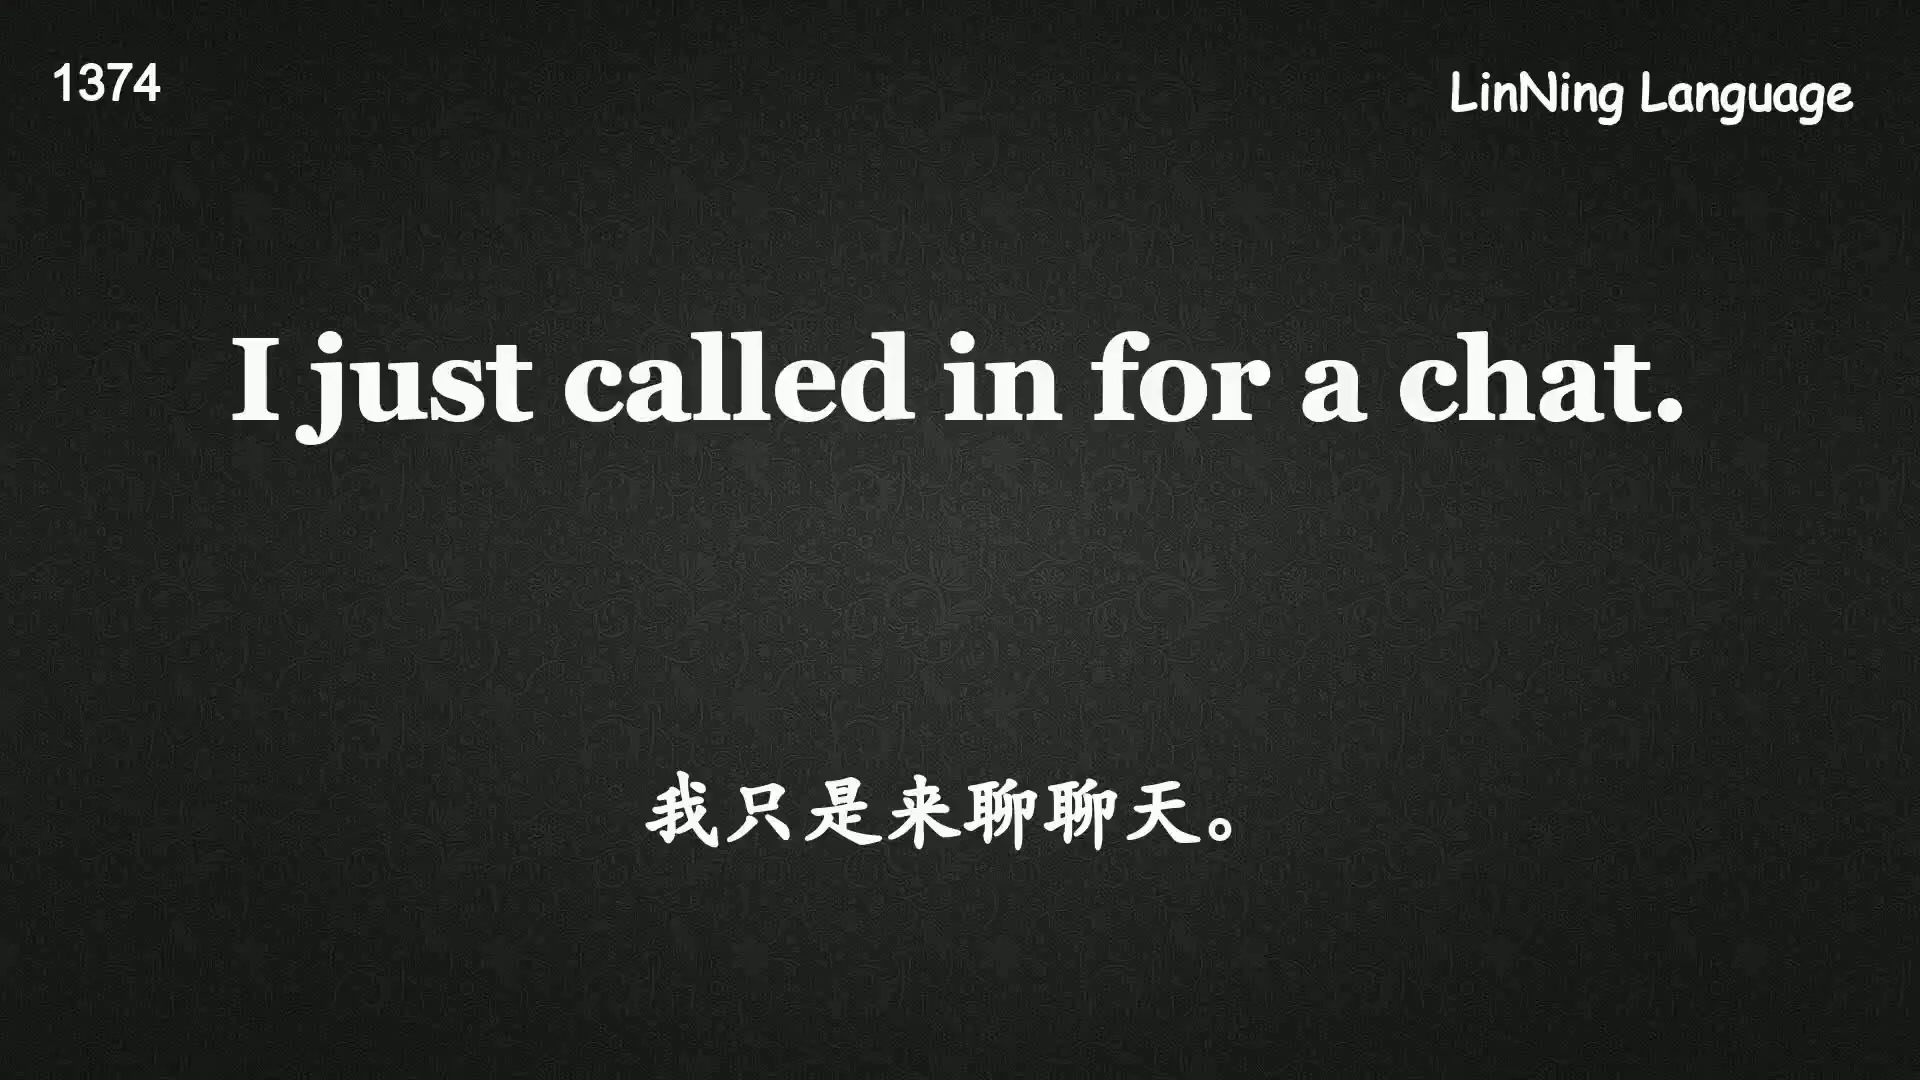 1374
LinNing Language
I just called in for a chat.
我只是来聊聊天。